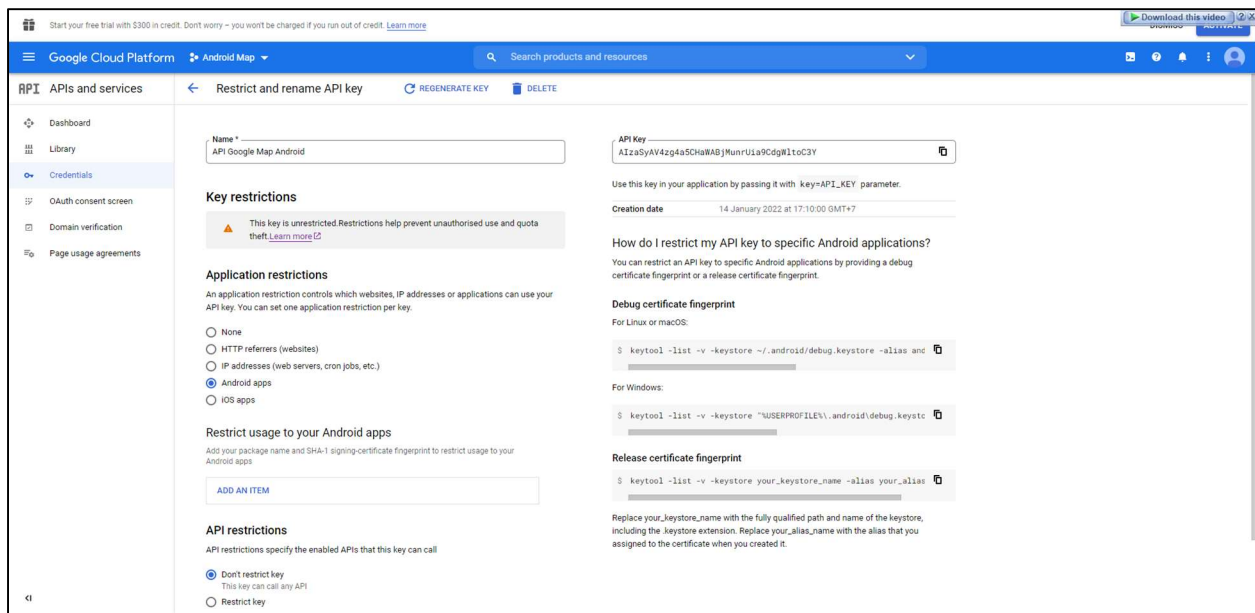 Start your free trial with $300 in credit. Don't worry – you won't be charged if you run out of credit. Learn more
Download this video
Google Cloud Platform
Android Map
Search products and resources
API APIs and services
Restrict and rename API key
REGENERATE KEY
DELETE
Dashboard
Library
Credentials
OAuth consent screen
Domain verification
Page usage agreements
Name *
API Google Map Android
Key restrictions
This key is unrestricted.Restrictions help prevent unauthorised use and quota
theft.Learn more
Application restrictions
An application restriction controls which websites, IP addresses or applications can use your
API key. You can set one application restriction per key.
None
HTTP referrers (websites)
IP addresses (web servers, cron jobs, etc.)
Android apps
iOS apps
Restrict usage to your Android apps
Add your package name and SHA-1 signing-certificate fingerprint to restrict usage to your
Android apps
ADD AN ITEM
API restrictions
API restrictions specify the enabled APIs that this key can call
Don't restrict key
This key can call any API
Restrict key
API Key
AIzaSyAV4zg4a5CHaWABjMunrUia9CdgWltoC3Y
Use this key in your application by passing it with key=API_KEY parameter.
Creation date 14 January 2022 at 17:10:00 GMT+7
How do I restrict my API key to specific Android applications?
You can restrict an API key to specific Android applications by providing a debug
certificate fingerprint or a release certificate fingerprint.
Debug certificate fingerprint
For Linux or macOS:
$ keytool -list -v -keystore ~/.android/debug.keystore -alias and
For Windows:
$ keytool -list -v -keystore "%USERPROFILE%\.android\debug.keystc
Release certificate fingerprint
$ keytool -list -v -keystore your_keystore_name -alias your_alias
Replace your_keystore_name with the fully qualified path and name of the keystore,
including the .keystore extension. Replace your_alias_name with the alias that you
assigned to the certificate when you created it.